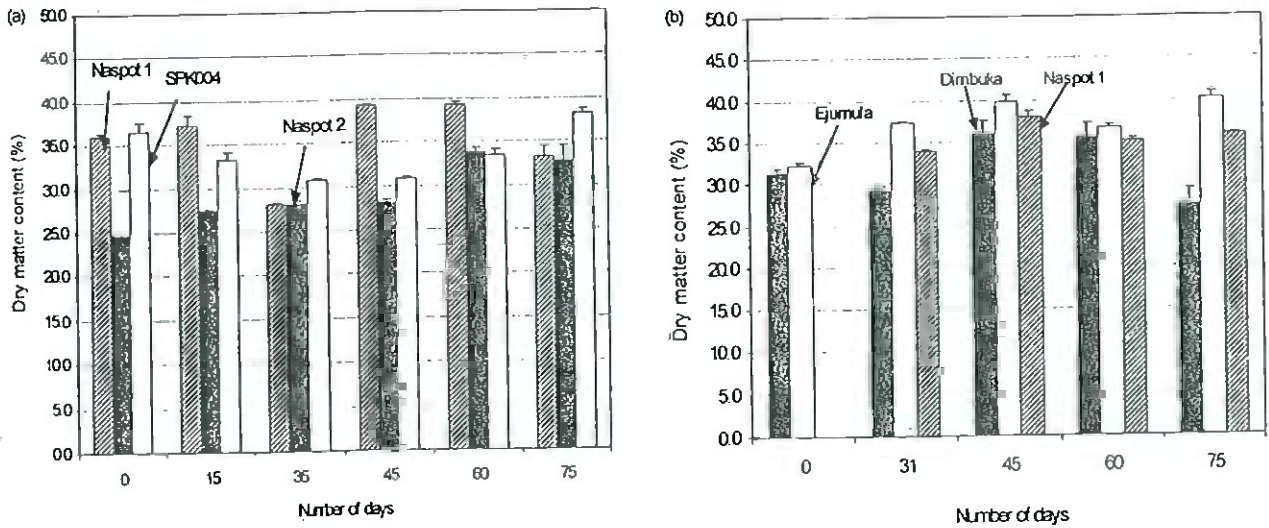 (a)
50.0
45.0
40.0
35.0
30.0
25.0
20.0
15.0
10.0
5.0
0.0
Dry matter content (%)
Naspot 1
SPK004
Naspot 2
0 15 35 45 60 75
Number of days
(b)
50.0
45.0
40.0
35.0
30.0
25.0
20.0
15.0
10.0
5.0
0.0
Dry matter content (%)
Ejumula
Dimbuka
Naspot 1
0 31 45 60 75
Number of days